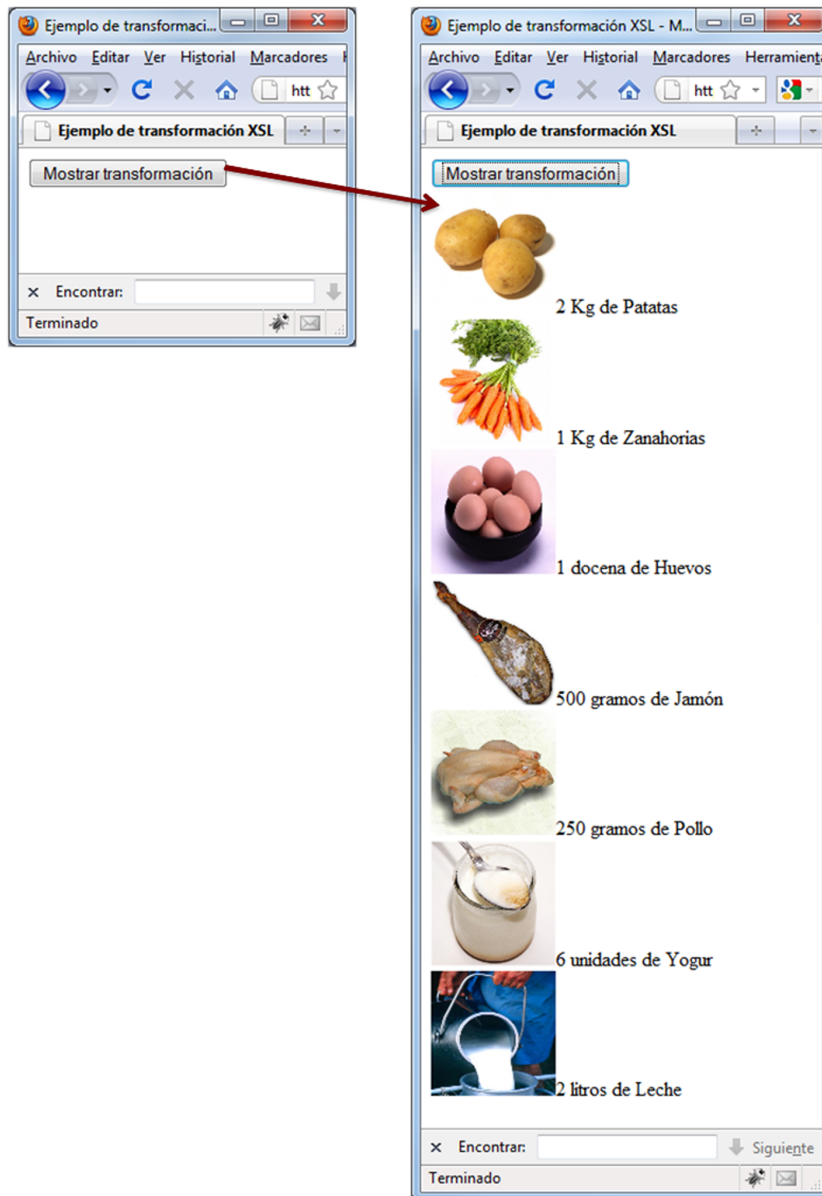 Ejemplo de transformaci...
Archivo Editar Ver Historial Marcadores
htt
Ejemplo de transformación XSL
Mostrar transformación
× Encontrar:
Terminado
Ejemplo de transformación XSL - M...
Archivo Editar Ver Historial Marcadores Herramienta
htt
Ejemplo de transformación XSL
Mostrar transformación
2 Kg de Patatas
1 Kg de Zanahorias
1 docena de Huevos
500 gramos de Jamón
250 gramos de Pollo
6 unidades de Yogur
2 litros de Leche
× Encontrar: Siguiente
Terminado